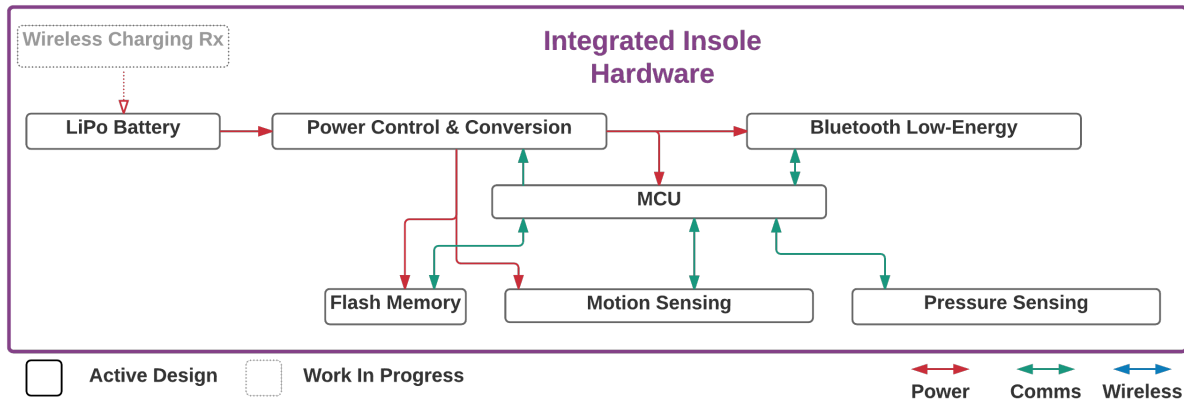 Wireless Charging Rx
Integrated Insole
Hardware
LiPo Battery
Power Control & Conversion
Bluetooth Low-Energy
MCU
Flash Memory
Motion Sensing
Pressure Sensing
Active Design
Work In Progress
Power
Comms
Wireless